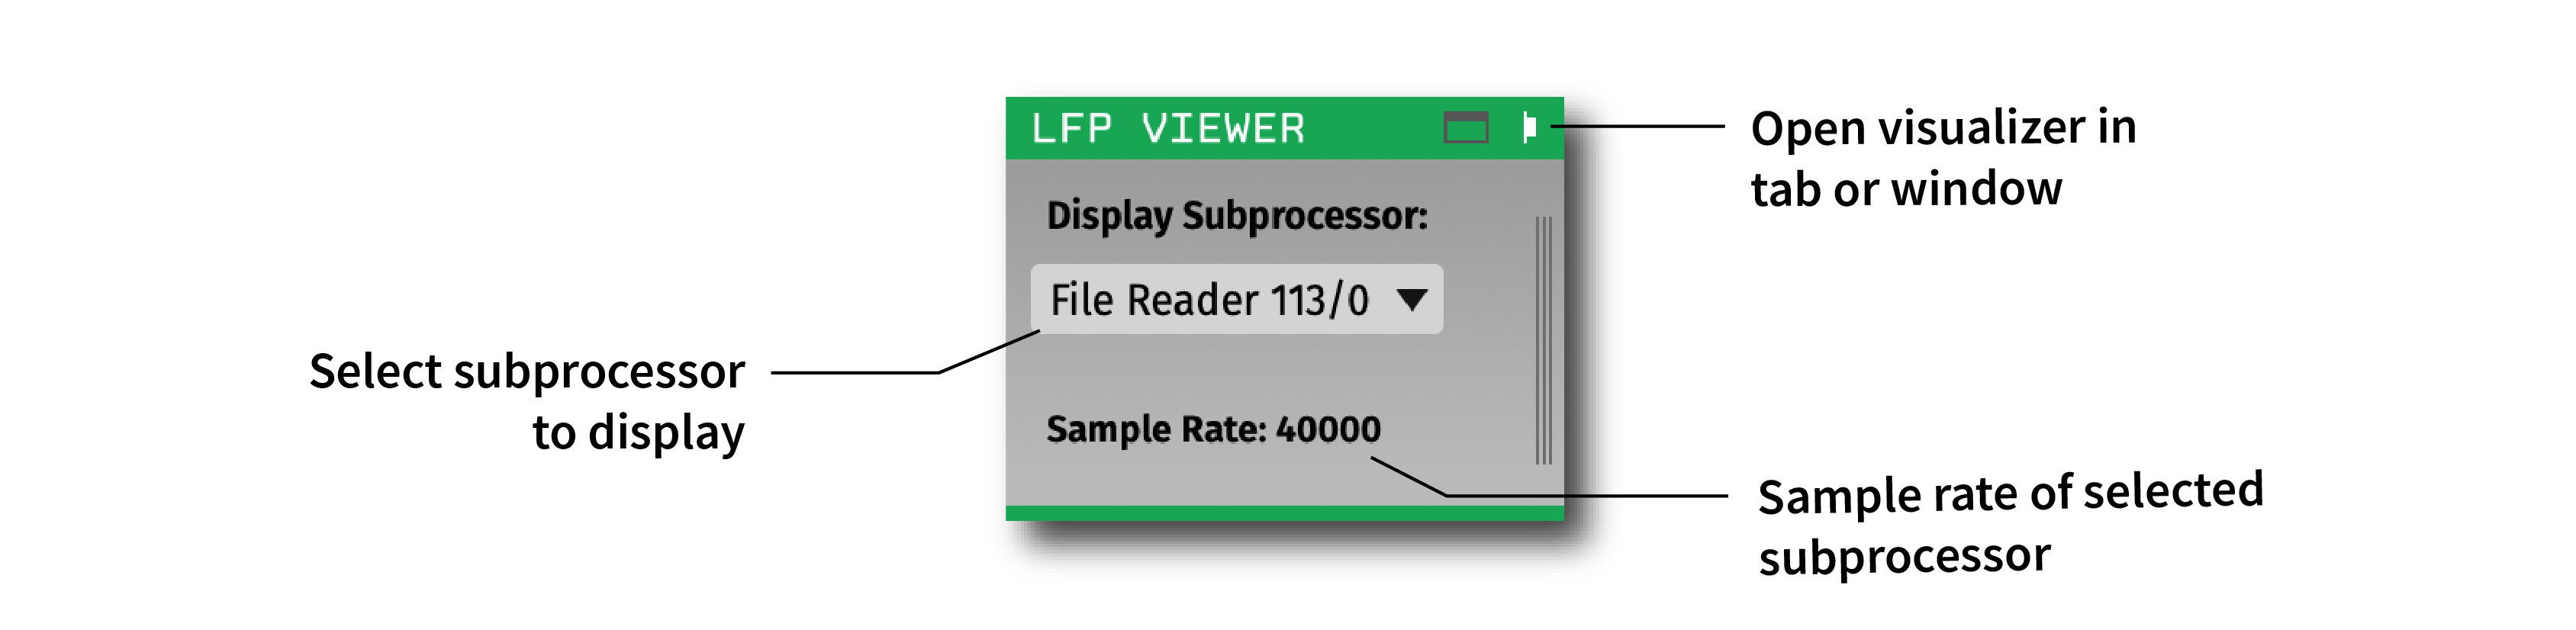 LFP VIEWER
Open visualizer in
tab or window
Display Subprocessor:
File Reader 113/0
Select subprocessor
to display
Sample Rate: 40000
Sample rate of selected
subprocessor